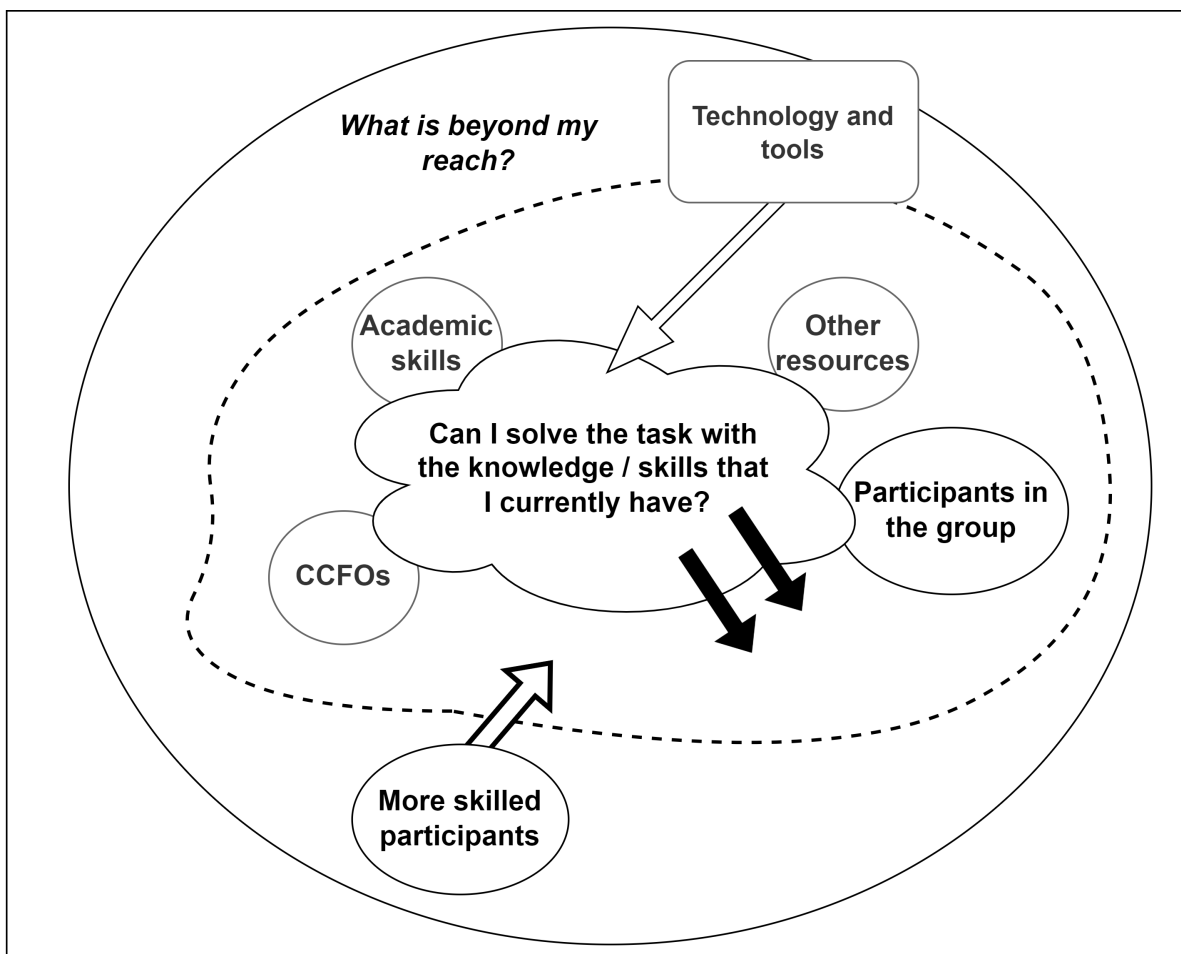 What is beyond my
reach?
Technology and
tools
Academic
skills
Other
resources
Can I solve the task with
the knowledge / skills that
I currently have?
Participants in
the group
CCFOs
More skilled
participants